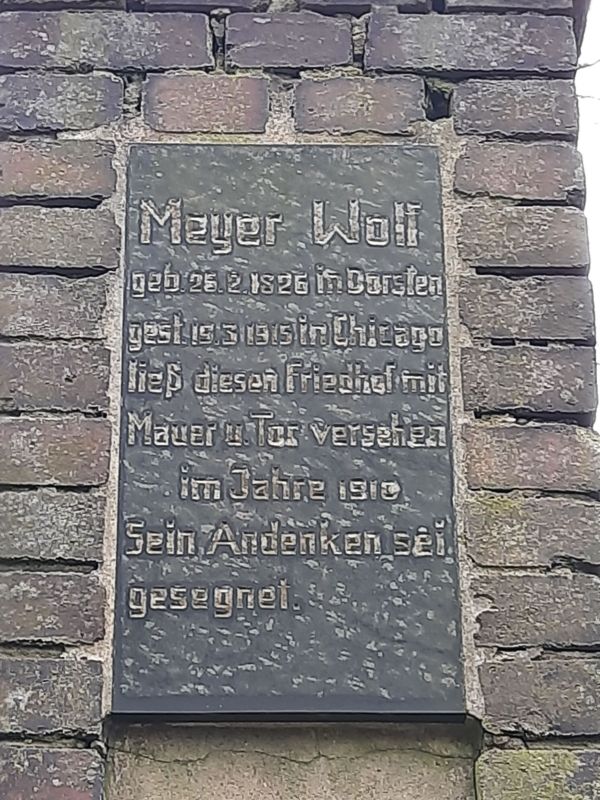 Meyer Wolf
geb. 26.2.1826 in Dorsten
gest. 19.3 1915 in Chicago
ließ diesen Friedhof mit
Mauer u. Tor versehen
im Jahre 1910
Sein Andenken sei
gesegnet.